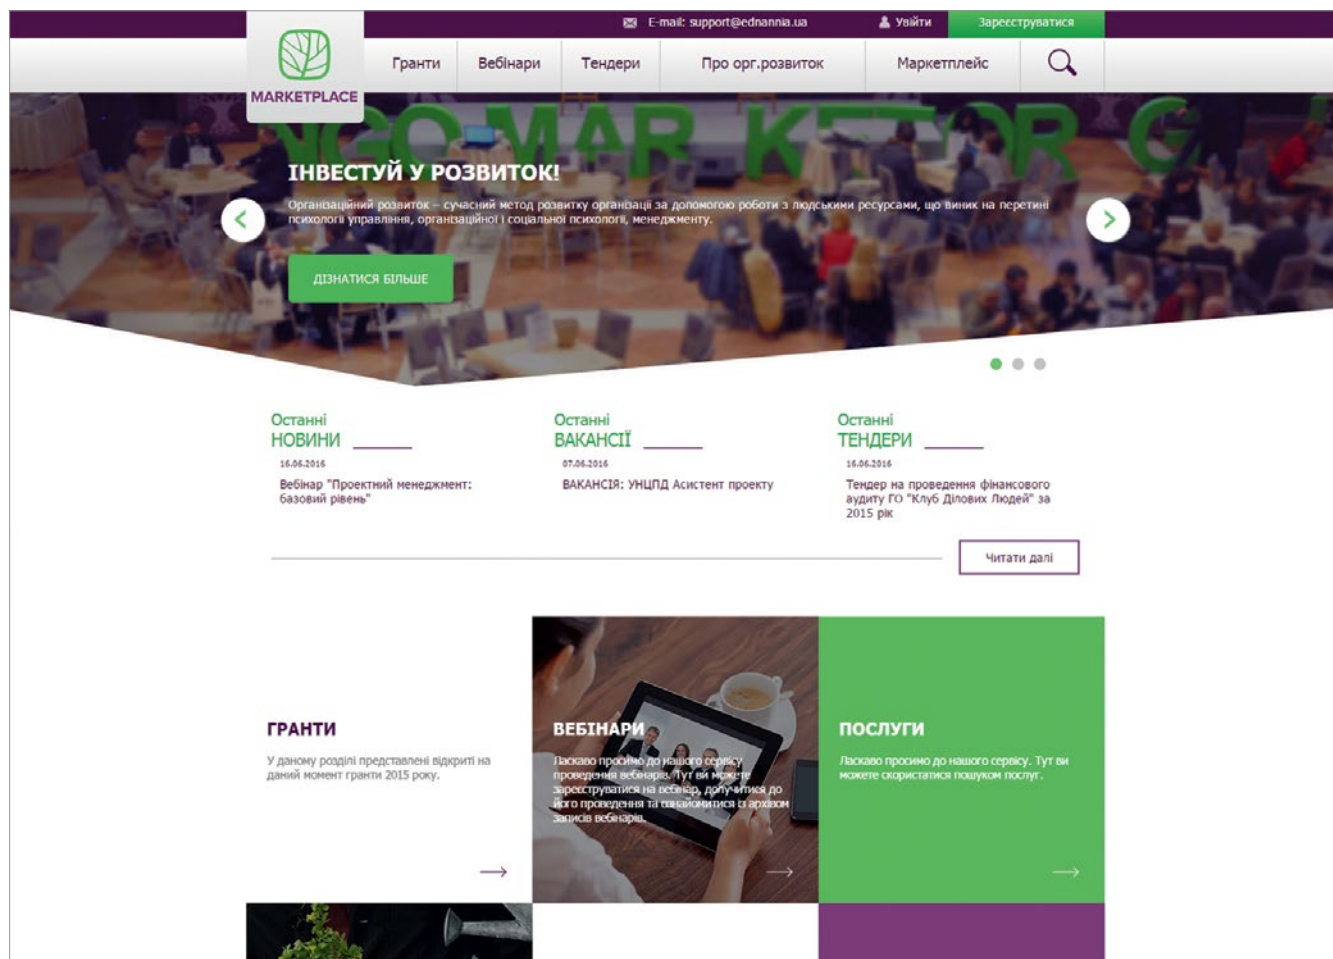 E-mail: support@ednannia.ua
Увійти
Зареєструватися
MARKETPLACE
Гранти
Вебінари
Тендери
Про орг.розвиток
Маркетплейс
NGO MARKETORG
ІНВЕСТУЙ У РОЗВИТОК!
Організаційний розвиток – сучасний метод розвитку організації за допомогою роботи з людськими ресурсами, що виник на перетині
психології управління, організаційної і соціальної психології, менеджменту.
ДІЗНАТИСЯ БІЛЬШЕ
Останні
НОВИНИ
16.06.2016
Вебінар "Проектний менеджмент:
базовий рівень"
Останні
ВАКАНСІЇ
07.06.2016
ВАКАНСІЯ: УНЦПД Асистент проекту
Останні
ТЕНДЕРИ
16.06.2016
Тендер на проведення фінансового
аудиту ГО "Клуб Ділових Людей" за
2015 рік
Читати далі
ГРАНТИ
У даному розділі представлені відкриті на
даний момент гранти 2015 року.
ВЕБІНАРИ
Ласкаво просимо до нашого сервісу
проведення вебінарів. Тут ви можете
зареєструватися на вебінар, долучитися до
його проведення та ознайомитися із архівом
записів вебінарів.
ПОСЛУГИ
Ласкаво просимо до нашого сервісу. Тут ви
можете скористатися пошуком послуг.